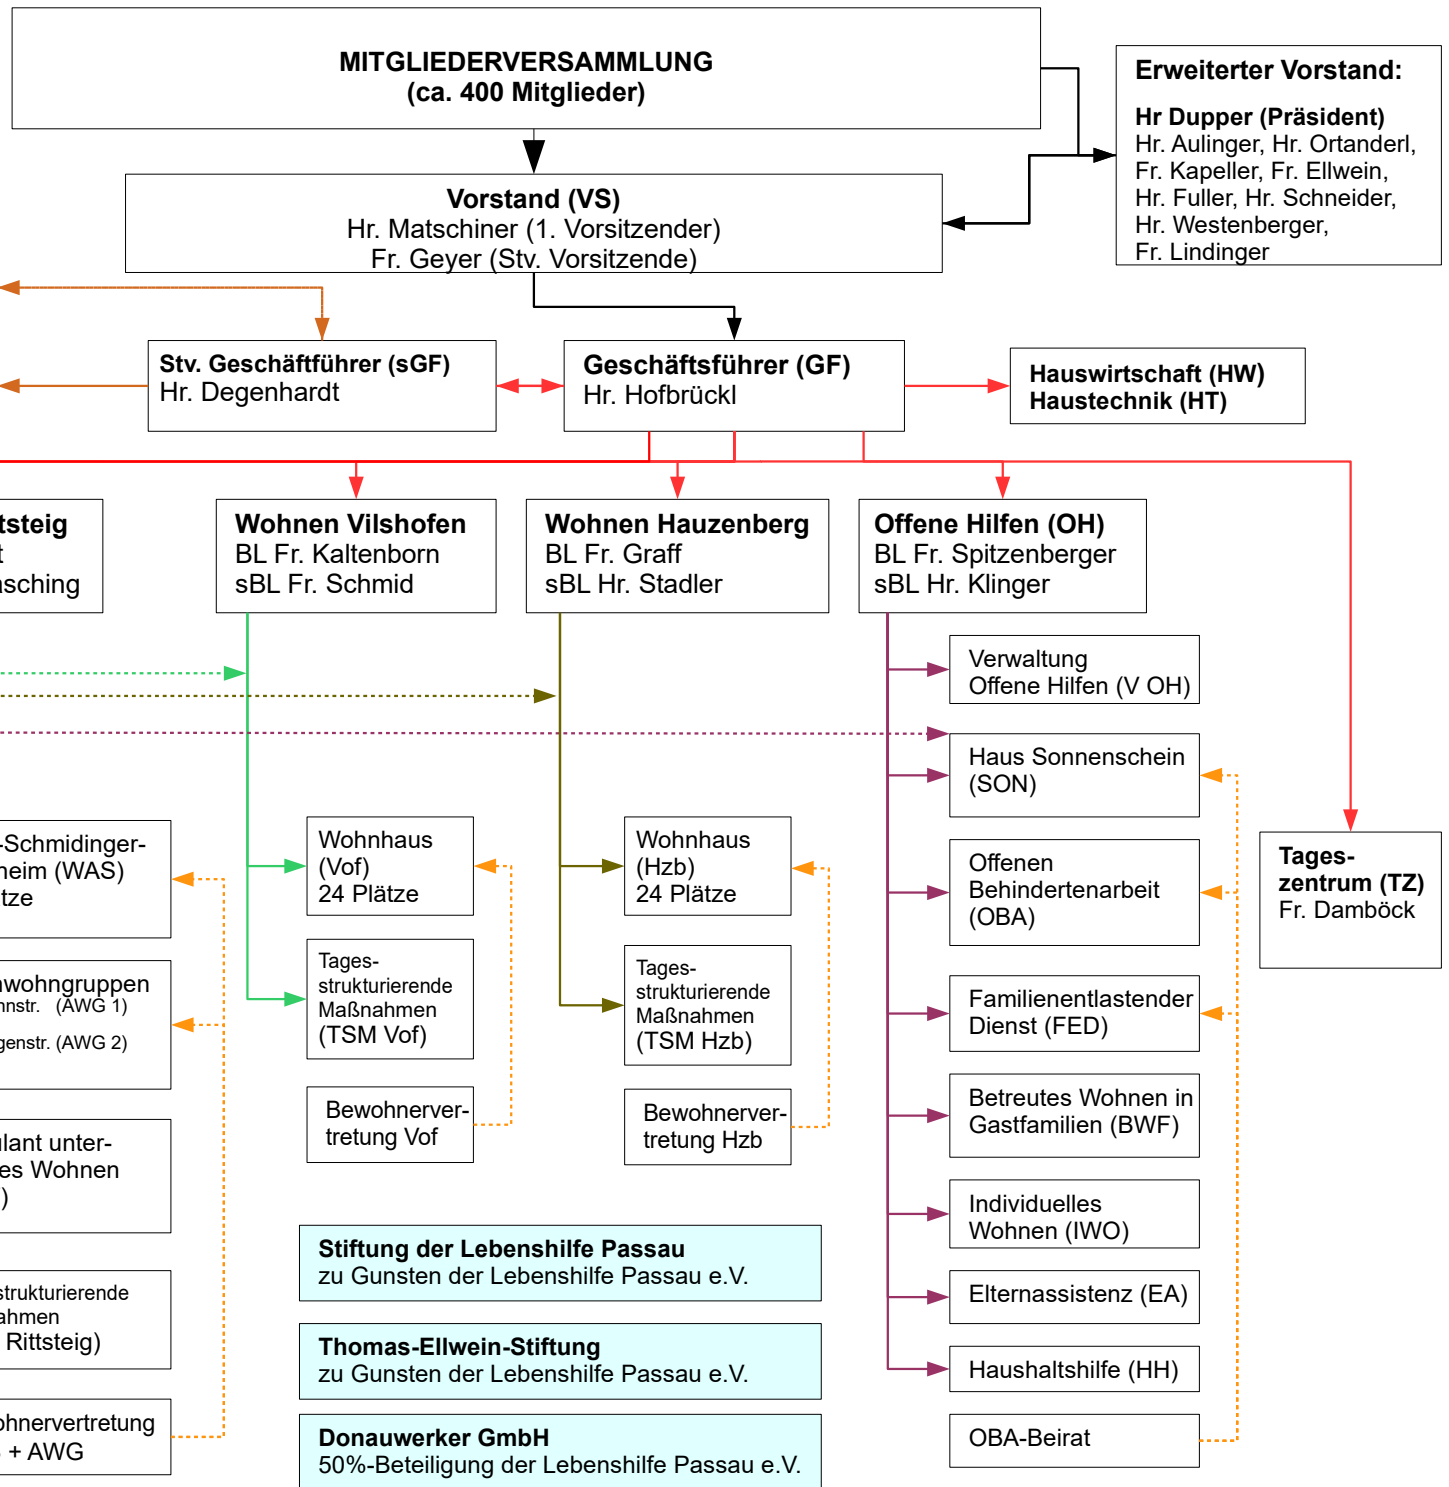 MITGLIEDERVERSAMMLUNG
(ca. 400 Mitglieder)
Erweiterter Vorstand:
Hr Dupper (Präsident)
Hr. Aulinger, Hr. Ortanderl,
Fr. Kapeller, Fr. Ellwein,
Hr. Fuller, Hr. Schneider,
Hr. Westenberger,
Fr. Lindinger
Vorstand (VS)
Hr. Matschiner (1. Vorsitzender)
Fr. Geyer (Stv. Vorsitzende)
Stv. Geschäftführer (sGF)
Hr. Degenhardt
Geschäftsführer (GF)
Hr. Hofbrückl
Hauswirtschaft (HW)
Haustechnik (HT)
tsteig
t
sching
Wohnen Vilshofen
BL Fr. Kaltenborn
sBL Fr. Schmid
Wohnen Hauzenberg
BL Fr. Graff
sBL Hr. Stadler
Offene Hilfen (OH)
BL Fr. Spitzenberger
sBL Hr. Klinger
-Schmidinger-
heim (WAS)
tze
nwohngruppen
nnstr. (AWG 1)
genstr. (AWG 2)
ulant unter-
es Wohnen
)
strukturierende
ahmen
Rittsteig)
ohnervertretung
+ AWG
Wohnhaus
(Vof)
24 Plätze
Tages-
strukturierende
Maßnahmen
(TSM Vof)
Bewohnerver-
tretung Vof
Wohnhaus
(Hzb)
24 Plätze
Tages-
strukturierende
Maßnahmen
(TSM Hzb)
Bewohnerver-
tretung Hzb
Verwaltung
Offene Hilfen (V OH)
Haus Sonnenschein
(SON)
Offenen
Behindertenarbeit
(OBA)
Familienentlastender
Dienst (FED)
Betreutes Wohnen in
Gastfamilien (BWF)
Individuelles
Wohnen (IWO)
Elternassistenz (EA)
Haushaltshilfe (HH)
OBA-Beirat
Tages-
zentrum (TZ)
Fr. Damböck
Stiftung der Lebenshilfe Passau
zu Gunsten der Lebenshilfe Passau e.V.
Thomas-Ellwein-Stiftung
zu Gunsten der Lebenshilfe Passau e.V.
Donauwerker GmbH
50%-Beteiligung der Lebenshilfe Passau e.V.